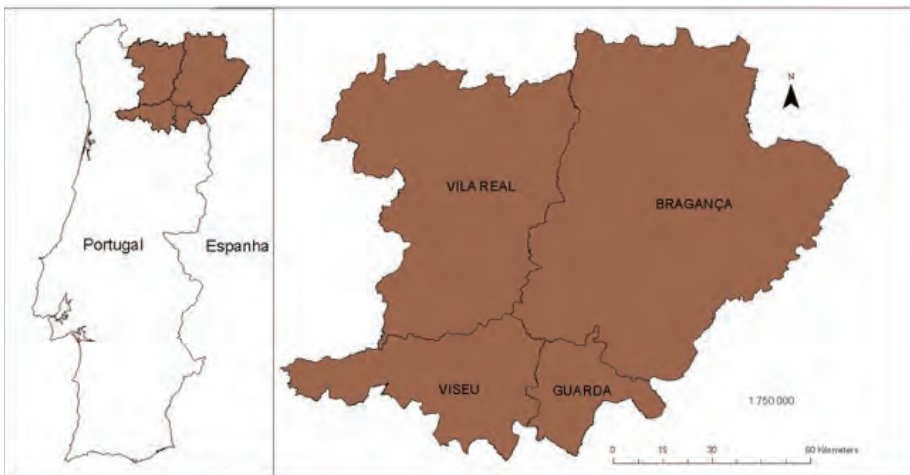 Portugal
Espanha
N
VILA REAL
BRAGANÇA
VISEU
GUARDA
1:750.000
0 15 30 60 Kilometers